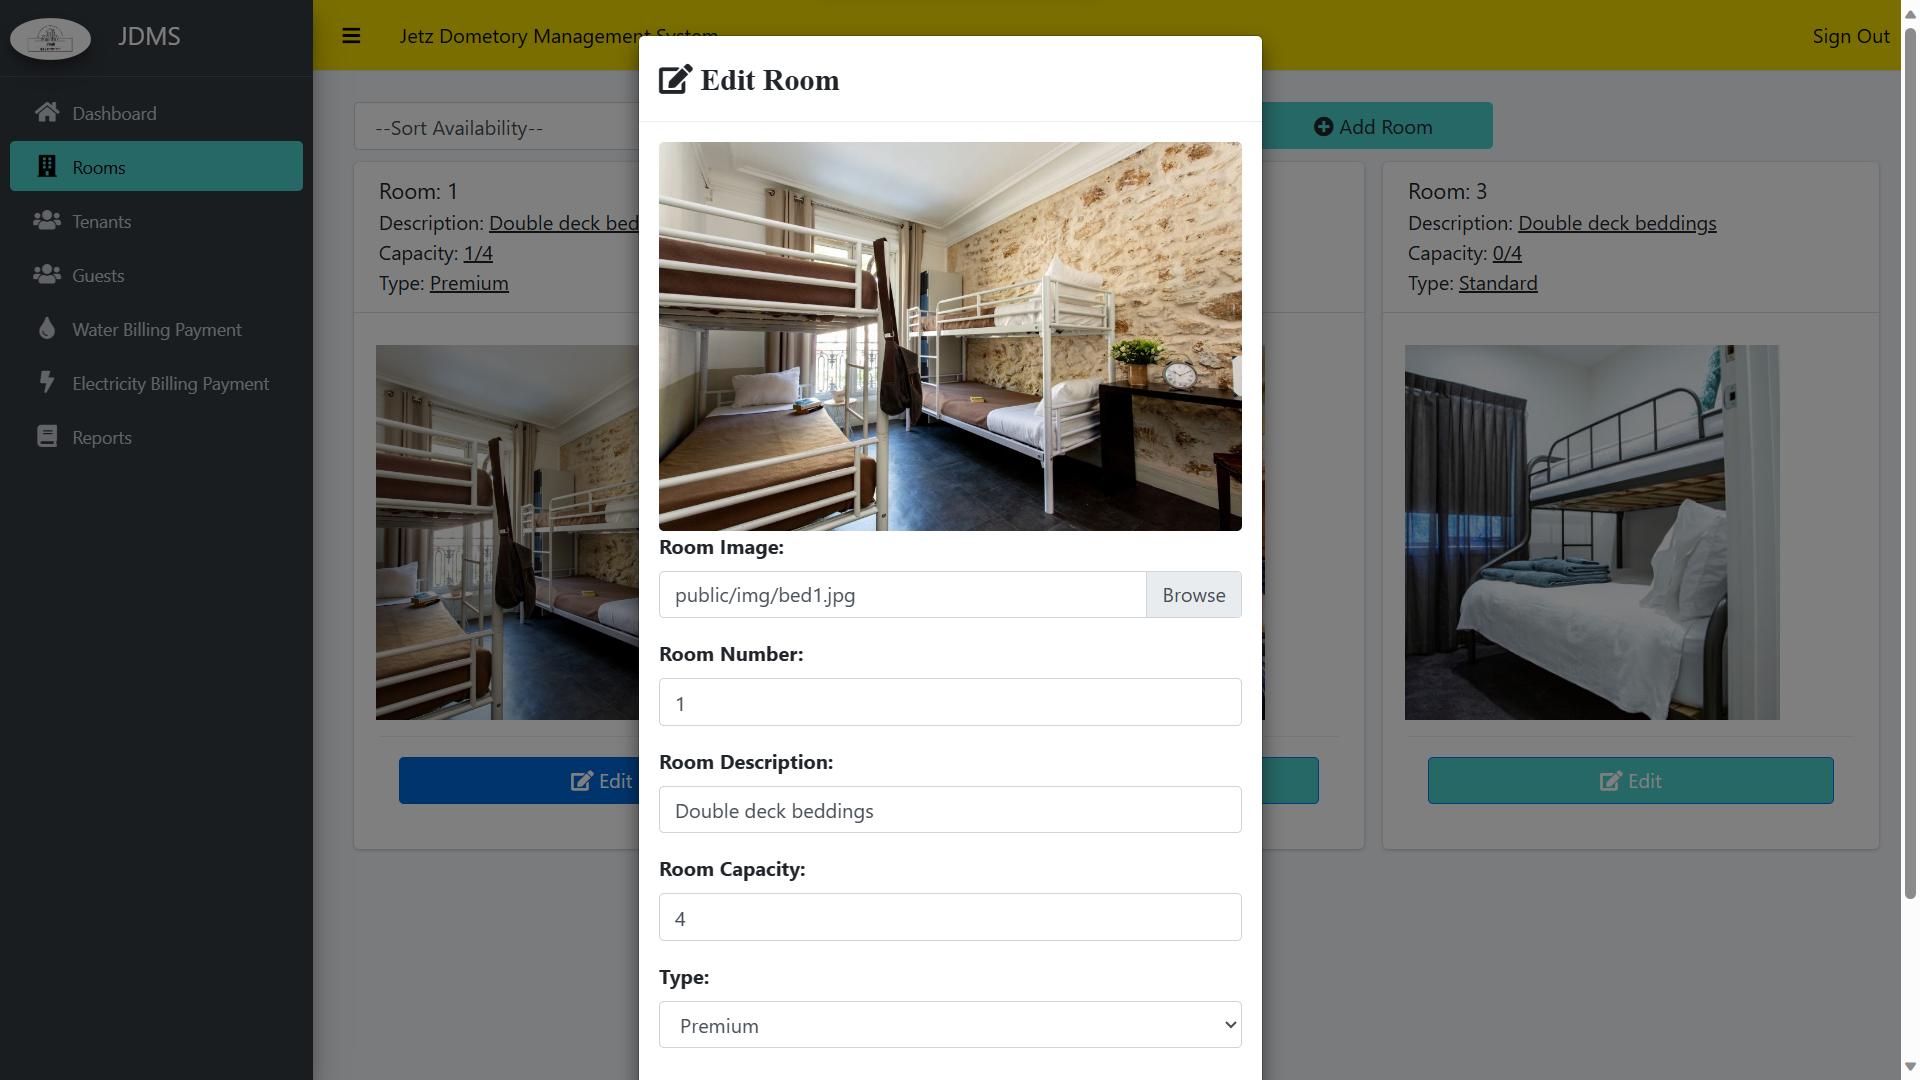 JDMS
Jetz Dometory Management System
Sign Out
Dashboard
Rooms
Tenants
Guests
Water Billing Payment
Electricity Billing Payment
Reports
--Sort Availability--
Add Room
Room: 1
Description: Double deck bed
Capacity: 1/4
Type: Premium
Edit
Edit Room
Room Image:
public/img/bed1.jpg
Browse
Room Number:
1
Room Description:
Double deck beddings
Room Capacity:
4
Type:
Premium
Room: 3
Description: Double deck beddings
Capacity: 0/4
Type: Standard
Edit